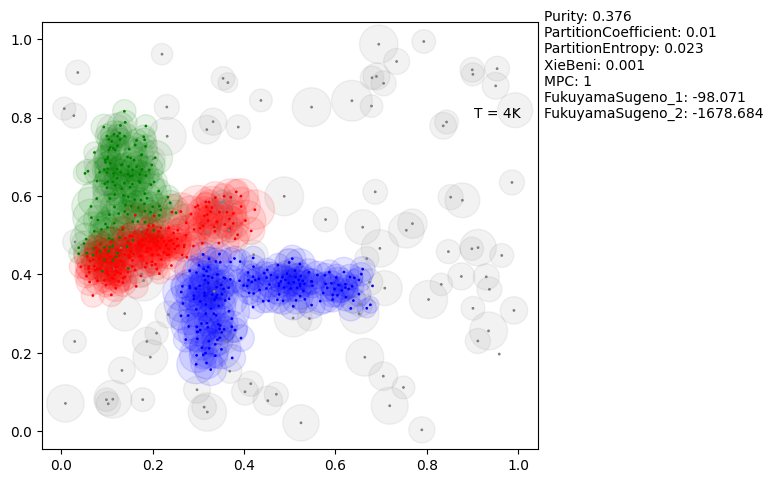 Purity: 0.376
PartitionCoefficient: 0.01
PartitionEntropy: 0.023
XieBeni: 0.001
MPC: 1
FukuyamaSugeno_1: -98.071
FukuyamaSugeno_2: -1678.684
T = 4K
1.0
0.8
0.6
0.4
0.2
0.0
0.0 0.2 0.4 0.6 0.8 1.0